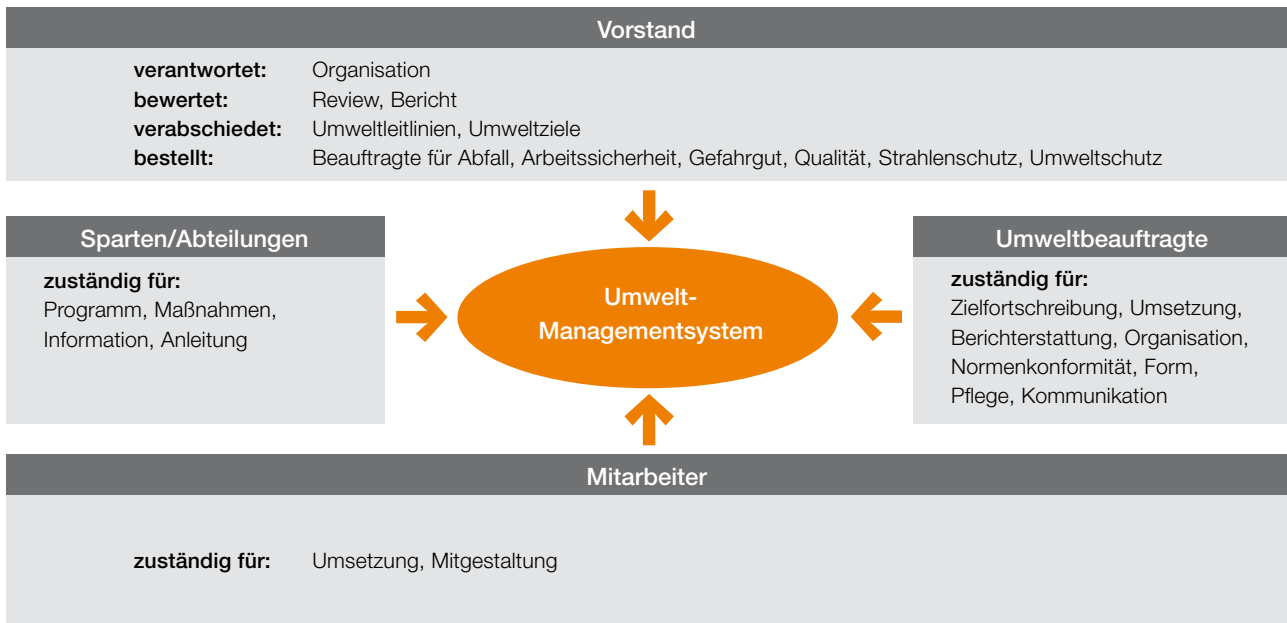 Vorstand
verantwortet: Organisation
bewertet: Review, Bericht
verabschiedet: Umweltleitlinien, Umweltziele
bestellt: Beauftragte für Abfall, Arbeitssicherheit, Gefahrgut, Qualität, Strahlenschutz, Umweltschutz
Sparten/Abteilungen
zuständig für:
Programm, Maßnahmen,
Information, Anleitung
Umwelt-
Managementsystem
Umweltbeauftragte
zuständig für:
Zielfortschreibung, Umsetzung,
Berichterstattung, Organisation,
Normenkonformität, Form,
Pflege, Kommunikation
Mitarbeiter
zuständig für: Umsetzung, Mitgestaltung